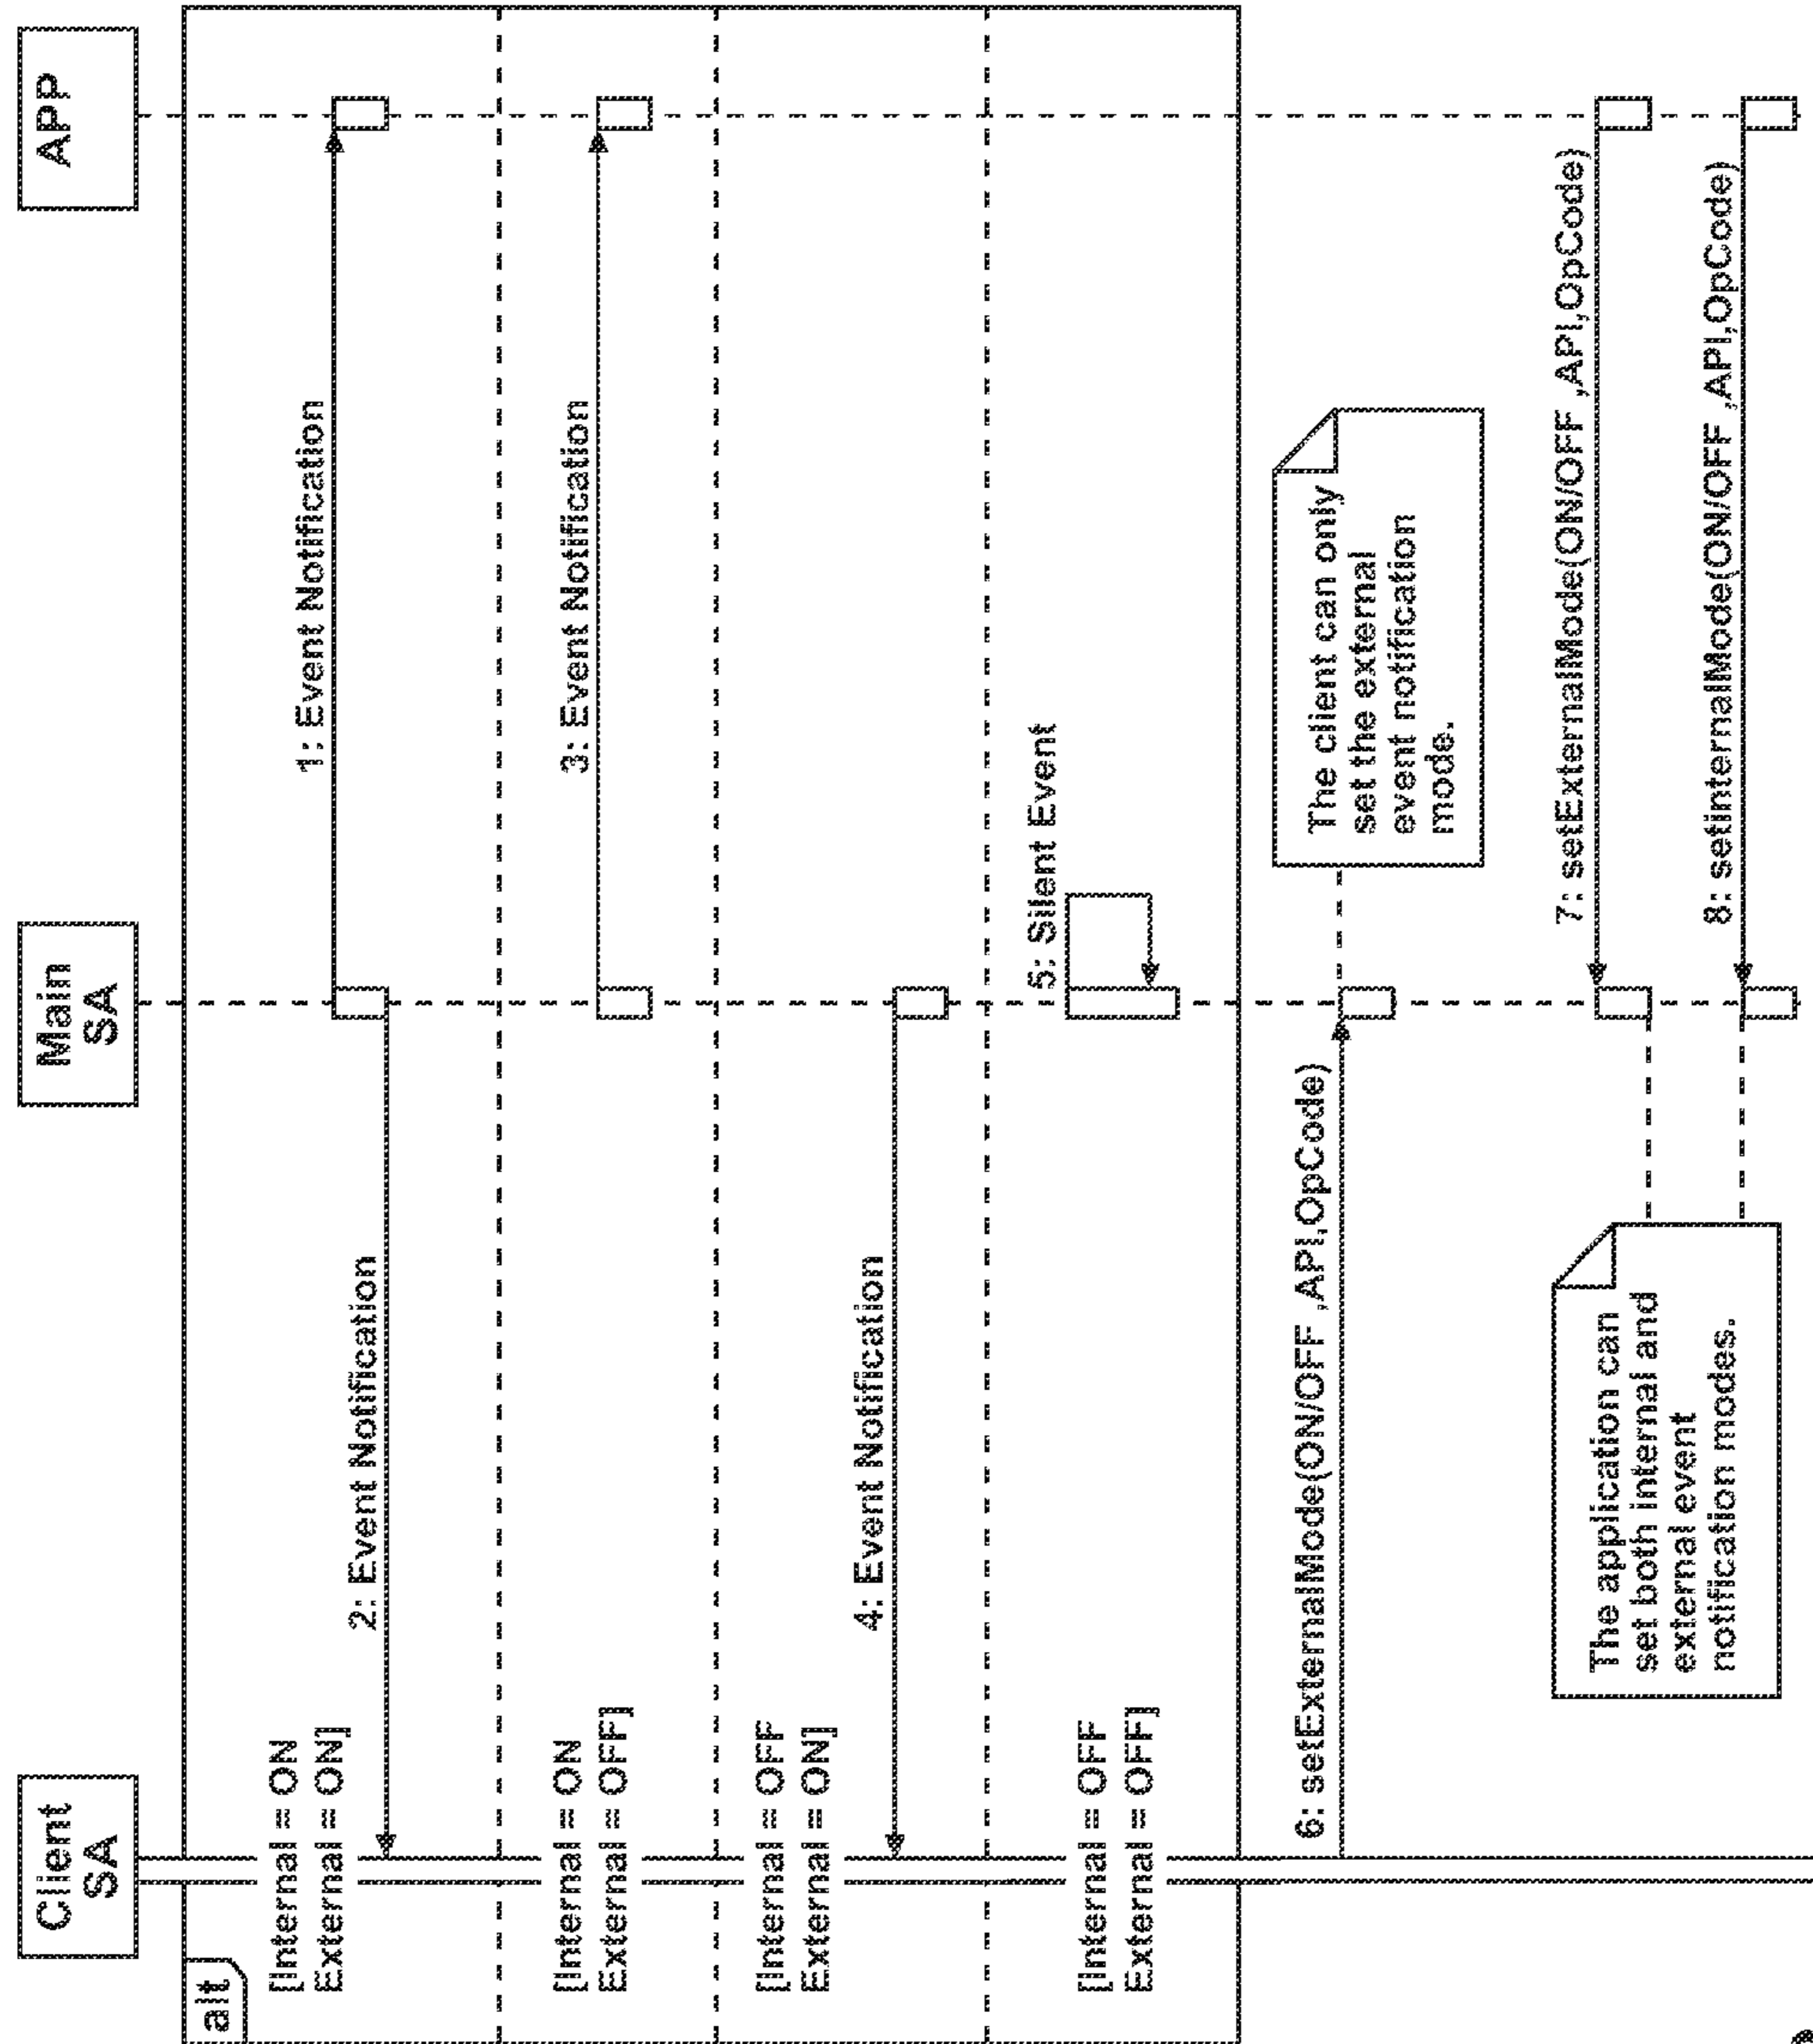 Client
SA
Main
SA
APP
alt
[Internal = ON
External = ON]
1: Event Notification
2: Event Notification
[Internal = ON
External = OFF]
3: Event Notification
[Internal = OFF
External = ON]
4: Event Notification
[Internal = OFF
External = OFF]
5: Silent Event
6: setExternalMode(ON/OFF ,API,OpCode)
The client can only
set the external
event notification
mode.
7: setExternalMode(ON/OFF ,API,OpCode)
The application can
set both internal and
external event
notification modes.
8: setInternalMode(ON/OFF ,API,OpCode)